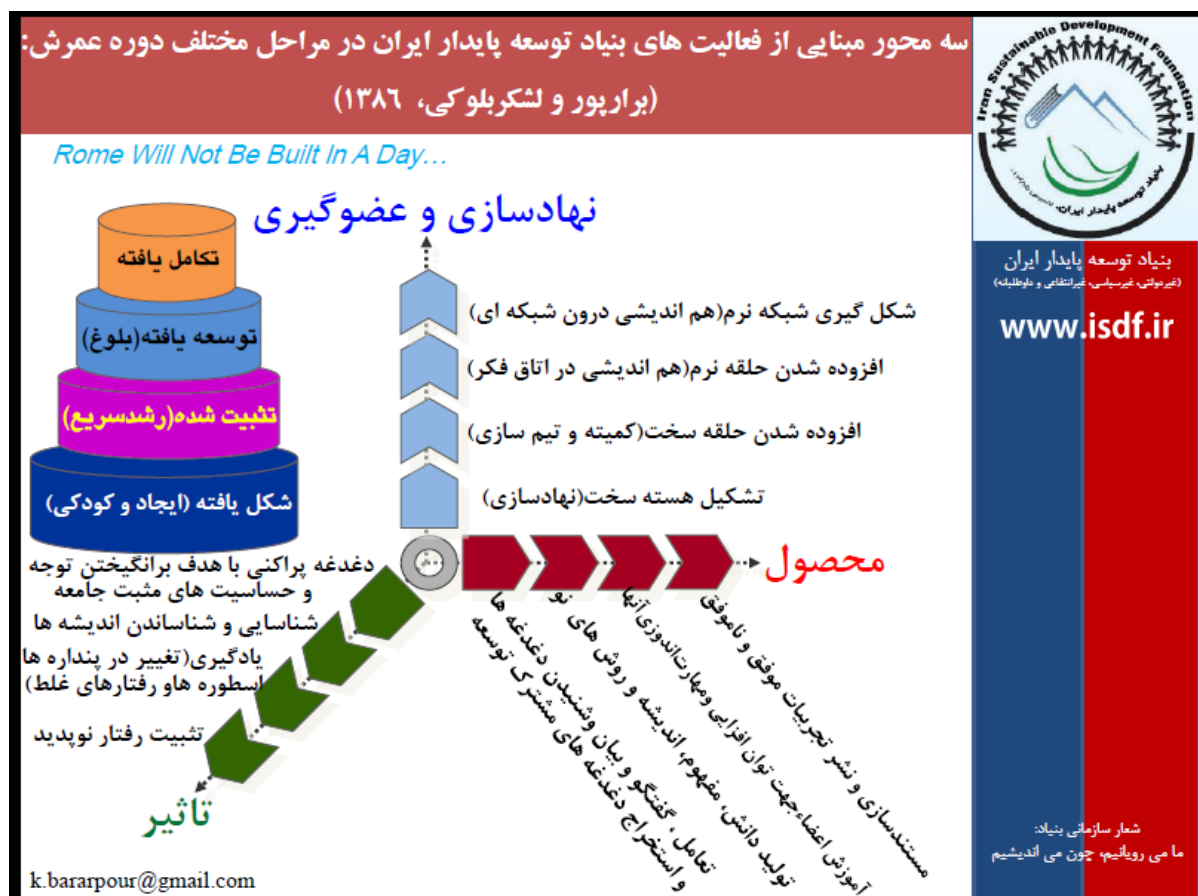 سه محور مبنایی از فعالیت های بنیاد توسعه پایدار ایران در مراحل مختلف دوره عمرش:
(برارپور و لشکربلوکی، ۱۳۸۶)
Iran Sustainable Development Foundation
بنیاد توسعه پایدار ایران
Rome Will Not Be Built In A Day…
نهادسازی و عضوگیری
تکامل یافته
توسعه یافته(بلوغ)
تثبیت شده(رشدسریع)
شکل یافته (ایجاد و کودکی)
شکل گیری شبکه نرم(هم اندیشی درون شبکه ای)
افزوده شدن حلقه نرم(هم اندیشی در اتاق فکر)
افزوده شدن حلقه سخت(کمیته و تیم سازی)
تشکیل هسته سخت(نهادسازی)
محصول
تعامل ، گفتگو و بیان وشنیدن دغدغه ها
و استخراج دغدغه های مشترک توسعه
تولید دانش، مفهوم، اندیشه و روش های نو
آموزش اعضاءجهت توان افزایی ومهارت‌اندوزی‌آنها
مستندسازی و نشر تجربیات موفق و ناموفق
دغدغه پراکنی با هدف برانگیختن توجه
و حساسیت های مثبت جامعه
شناسایی و شناساندن اندیشه ها
یادگیری(تغییر در پنداره ها
اسطوره هاو رفتارهای غلط)
تثبیت رفتار نوپدید
تاثیر
k.bararpour@gmail.com
بنیاد توسعه پایدار ایران
(غیردولتی، غیرسیاسی، غیرانتفاعی و داوطلبانه)
www.isdf.ir
شعار سازمانی بنیاد:
ما می رویانیم، چون می اندیشیم